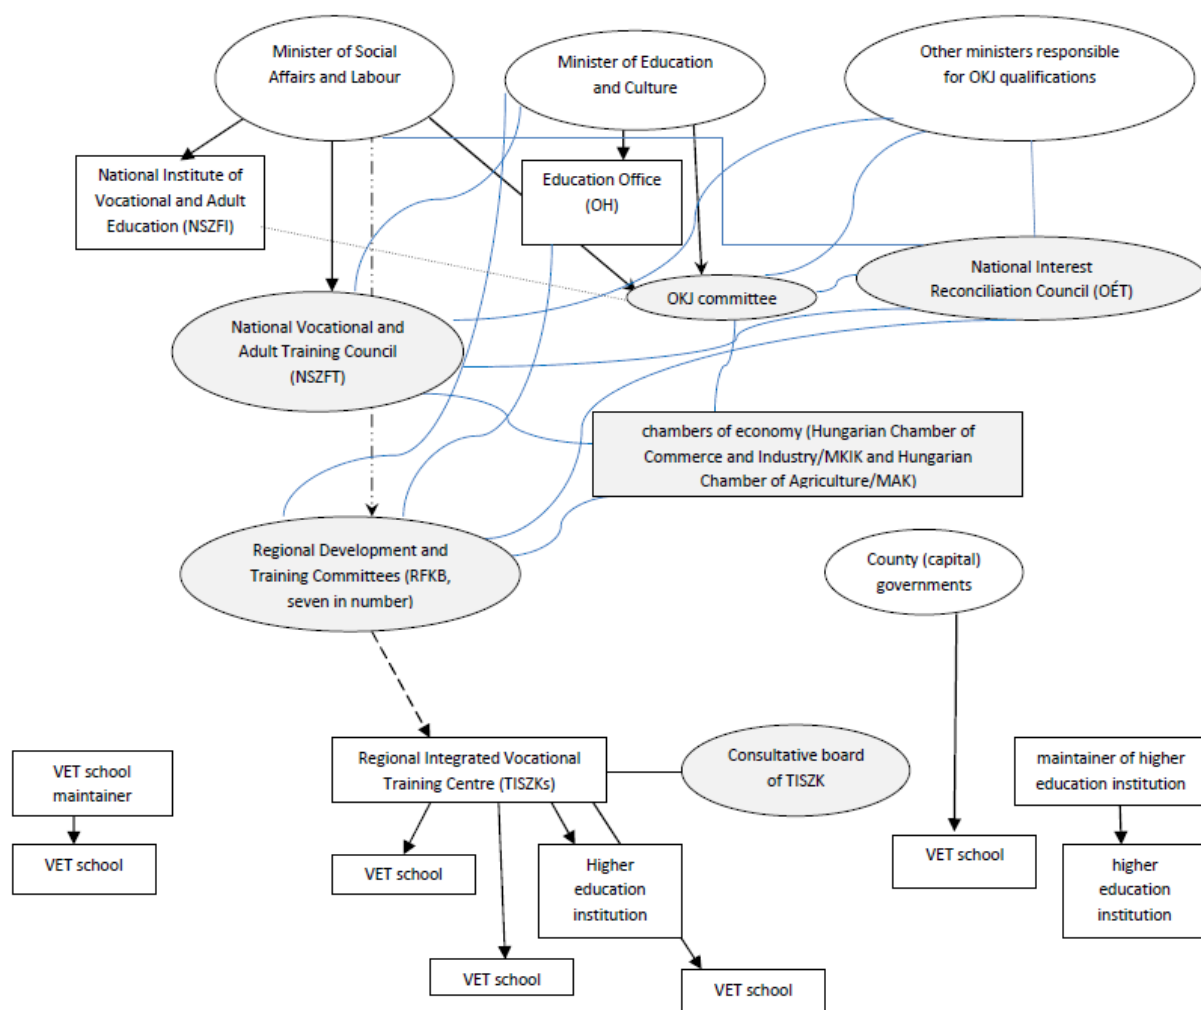 Minister of Social
Affairs and Labour
Minister of Education
and Culture
Other ministers responsible
for OKJ qualifications
National Institute of
Vocational and Adult
Education (NSZFI)
Education Office
(OH)
National Interest
Reconciliation Council (OÉT)
OKJ committee
National Vocational and
Adult Training Council
(NSZFT)
chambers of economy (Hungarian Chamber of
Commerce and Industry/MKIK and Hungarian
Chamber of Agriculture/MAK)
Regional Development and
Training Committees (RFKB,
seven in number)
County (capital)
governments
VET school
maintainer
Regional Integrated Vocational
Training Centre (TISZKs)
Consultative board
of TISZK
maintainer of higher
education institution
VET school
VET school
Higher
education
institution
VET school
higher
education
institution
VET school
VET school